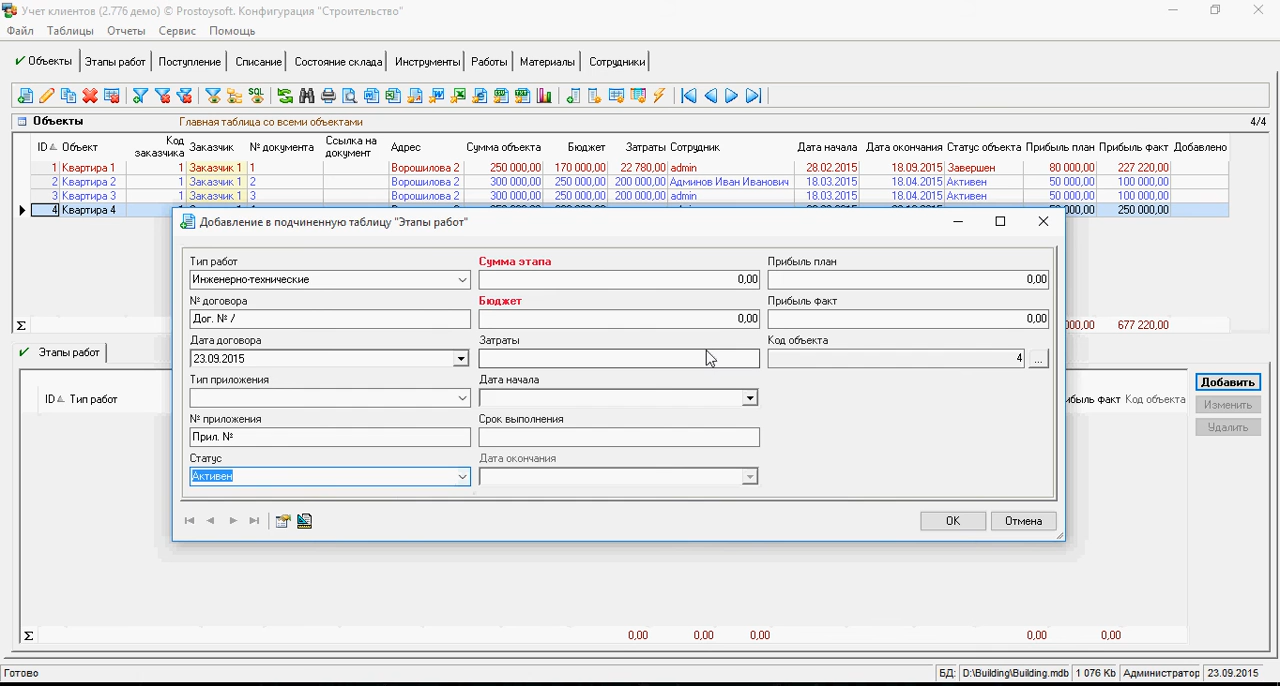 Учет клиентов (2.776 демо) © Prostoysoft. Конфигурация "Строительство"
Файл Таблицы Отчеты Сервис Помощь
Объекты Этапы работ Поступление Списание Состояние склада Инструменты Работы Материалы Сотрудники
SQL
Объекты Главная таблица со всеми объектами 4/4
ID Объект Код заказчика Заказчик № документа Ссылка на документ Адрес Сумма объекта Бюджет Затраты Сотрудник Дата начала Дата окончания Статус объекта Прибыль план Прибыль факт Добавлено
1 Квартира 1 1 Заказчик 1 1 Ворошилова 2 250 000,00 170 000,00 22 780,00 admin 28.02.2015 18.09.2015 Завершен 80 000,00 227 220,00
2 Квартира 2 1 Заказчик 1 2 Ворошилова 2 300 000,00 250 000,00 200 000,00 Админов Иван Иванович 18.03.2015 18.04.2015 Активен 50 000,00 100 000,00
3 Квартира 3 1 Заказчик 1 3 Ворошилова 2 300 000,00 250 000,00 200 000,00 admin 18.03.2015 18.04.2015 Активен 50 000,00 100 000,00
4 Квартира 4 000,00 250 000,00
Добавление в подчиненную таблицу "Этапы работ"
Тип работ Сумма этапа Прибыль план
Инженерно-технические 0,00 0,00
№ договора Бюджет Прибыль факт
Дог. № / 0,00 0,00
Дата договора Затраты Код объекта
23.09.2015 4 ...
Тип приложения Дата начала
№ приложения Срок выполнения
Прил. №
Статус Дата окончания
Активен
OK Отмена
Σ 000,00 677 220,00
Этапы работ
ID Тип работ ибыль факт Код объекта
Добавить
Изменить
Удалить
Σ 0,00 0,00 0,00 0,00 0,00
Готово БД: D:\Building\Building.mdb 1 076 Kb Администратор 23.09.2015